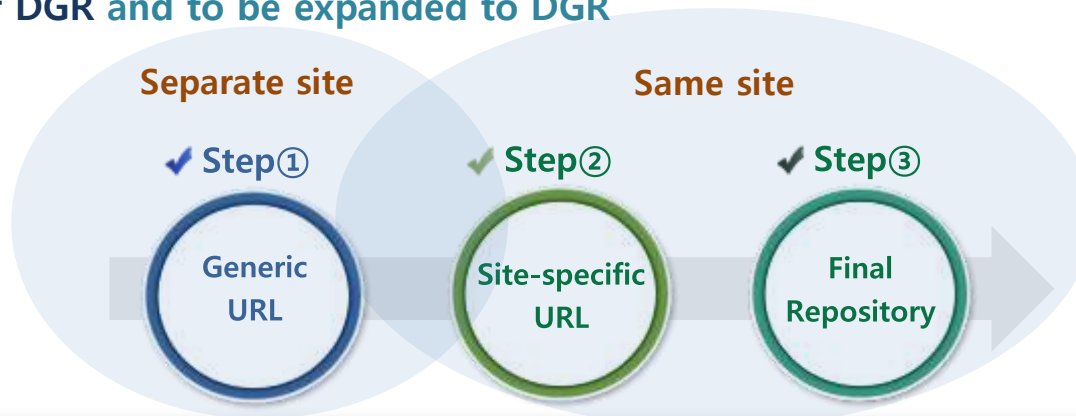 DGR and to be expanded to DGR
Separate site
Same site
Step①
Step②
Step③
Generic
URL
Site-specific
URL
Final
Repository